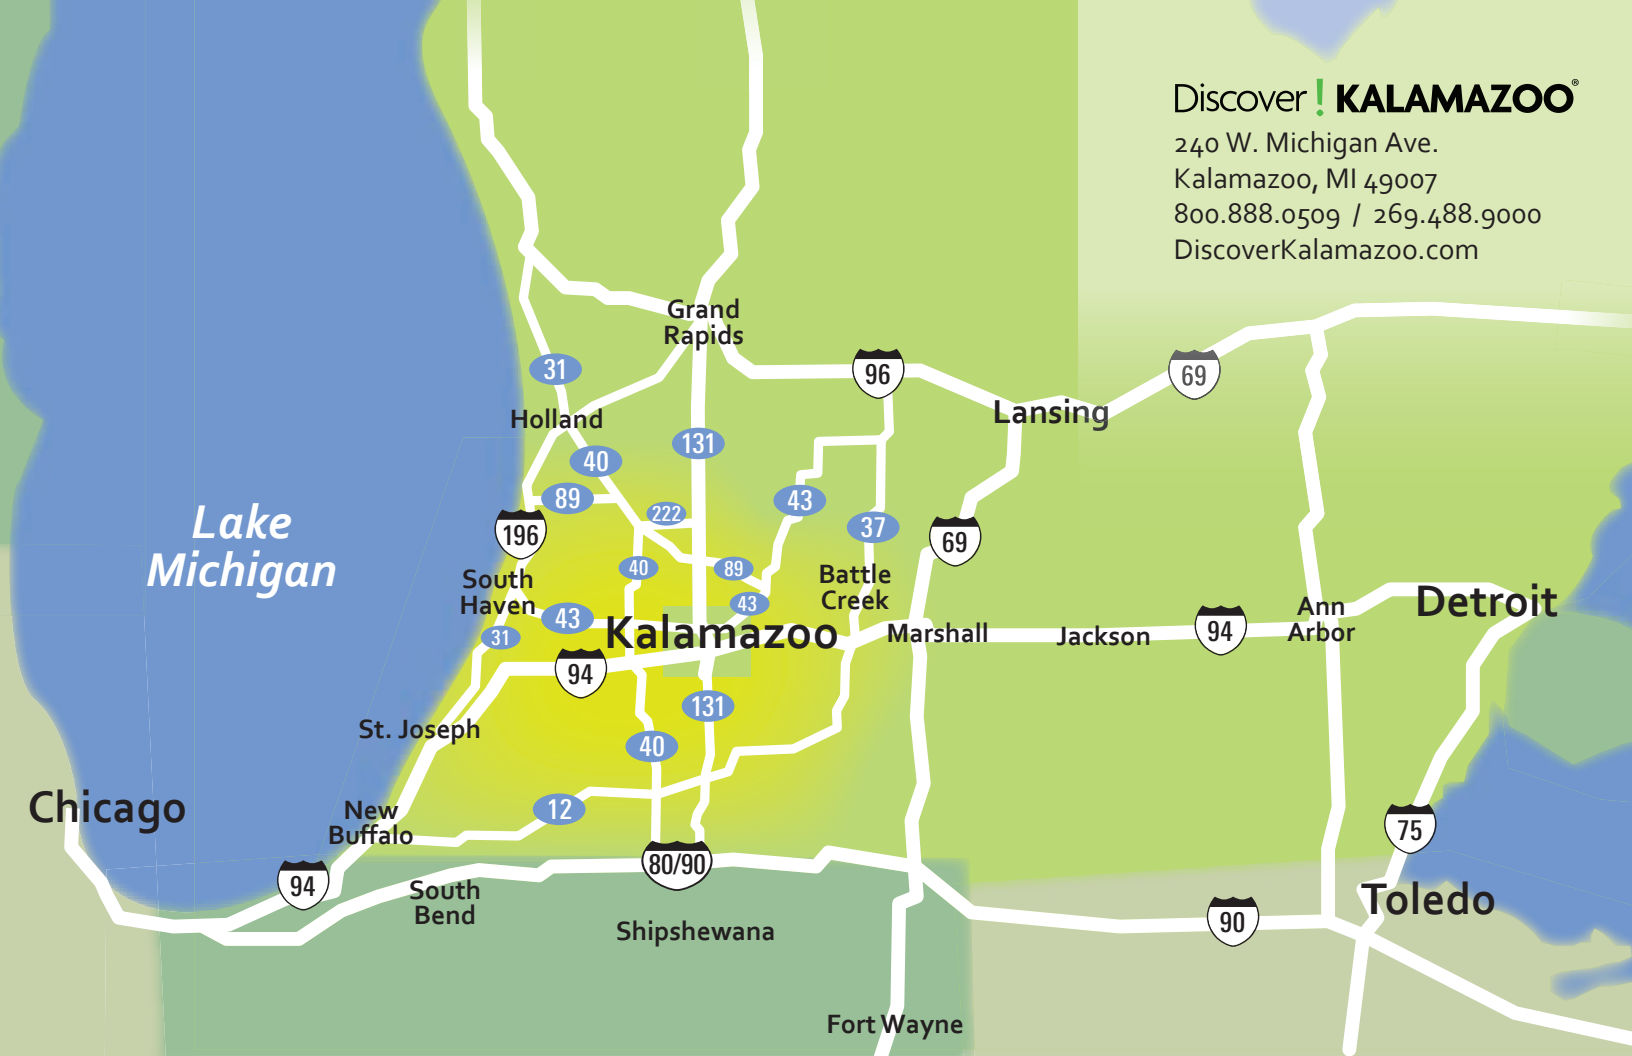 Discover! KALAMAZOO®
240 W. Michigan Ave.
Kalamazoo, MI 49007
800.888.0509 / 269.488.9000
DiscoverKalamazoo.com
Grand
Rapids
31
96
69
Holland
Lansing
131
40
89
43
222
Lake
Michigan
196
37
69
40
89
South
Haven
Battle
Creek
43
43
Kalamazoo
31
Marshall
Jackson
94
Ann
Arbor
Detroit
94
131
St. Joseph
40
Chicago
New
Buffalo
12
75
80/90
94
South
Bend
Toledo
90
Shipshewana
Fort Wayne